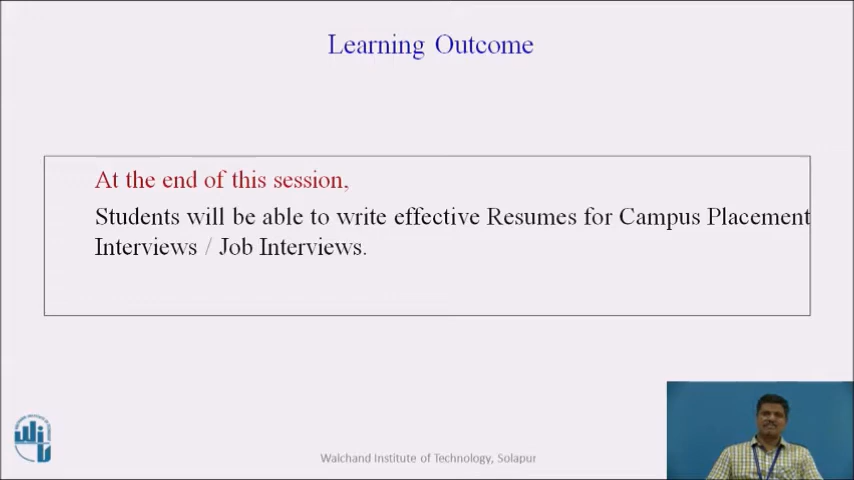 Learning Outcome
At the end of this session,
Students will be able to write effective Resumes for Campus Placement
Interviews / Job Interviews.
Walchand Institute of Technology, Solapur